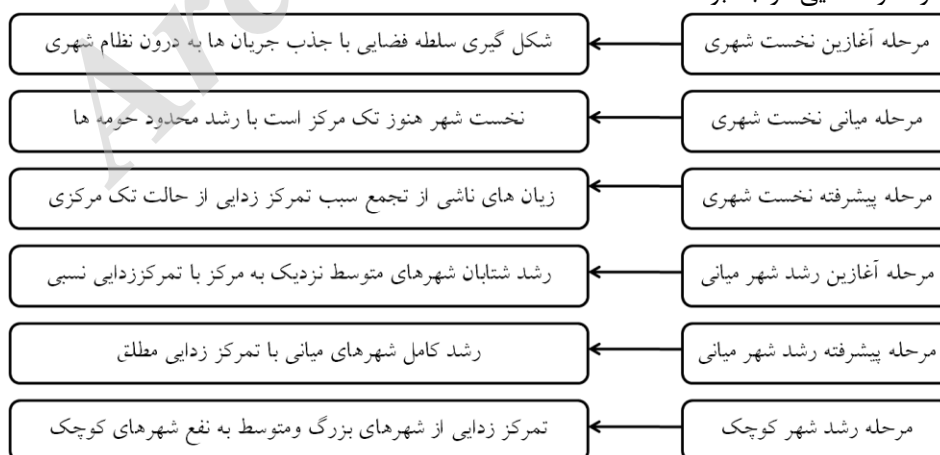 مرحله آغازین نخست شهری
شکل گیری سلطه فضایی با جذب جریان ها به درون نظام شهری
مرحله میانی نخست شهری
نخست شهر هنوز تک مرکز است با رشد محدود حومه ها
مرحله پیشرفته نخست شهری
زیان های ناشی از تجمع سبب تمرکز زدایی از حالت تک مرکزی
مرحله آغازین رشد شهر میانی
رشد شتابان شهرهای متوسط نزدیک به مرکز با تمرکززدایی نسبی
مرحله پیشرفته رشد شهر میانی
رشد کامل شهرهای میانی با تمرکز زدایی مطلق
مرحله رشد شهر کوچک
تمرکز زدایی از شهرهای بزرگ ومتوسط به نفع شهرهای کوچک